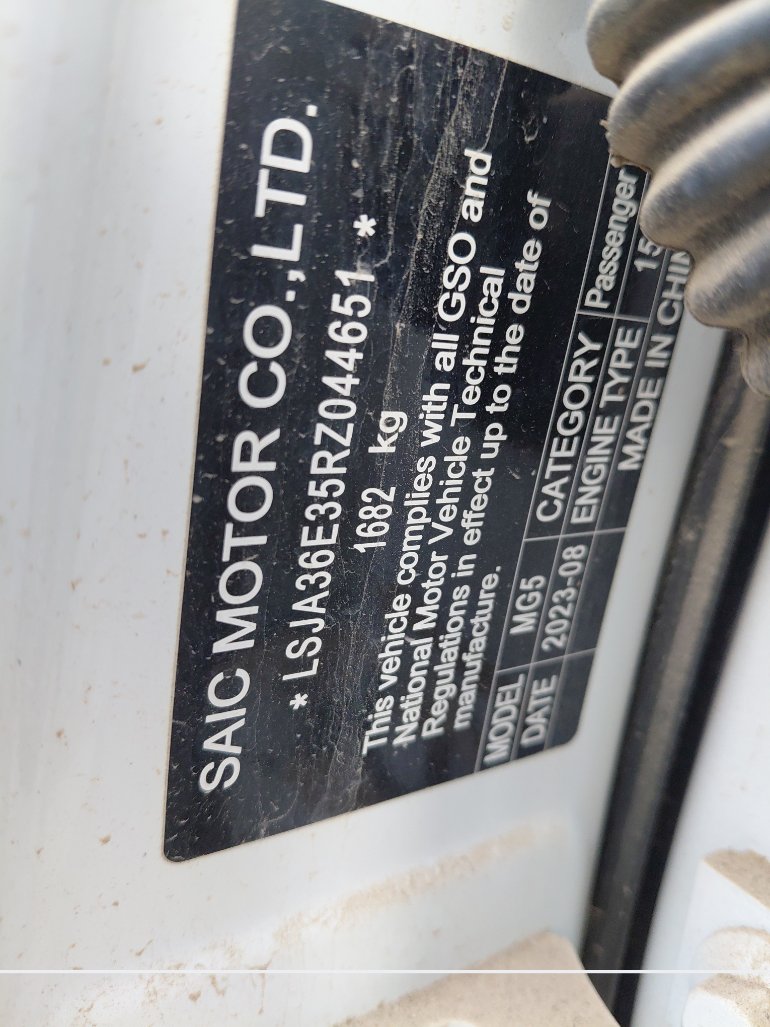 SAIC MOTOR CO.,LTD.
* LSJA36E35RZ044651 *
1682 kg
This vehicle complies with all GSO and
National Motor Vehicle Technical
Regulations in effect up to the date of
manufacture.
MODEL MG5 CATEGORY Passenger
DATE 2023-08 ENGINE TYPE 15
MADE IN CHIN